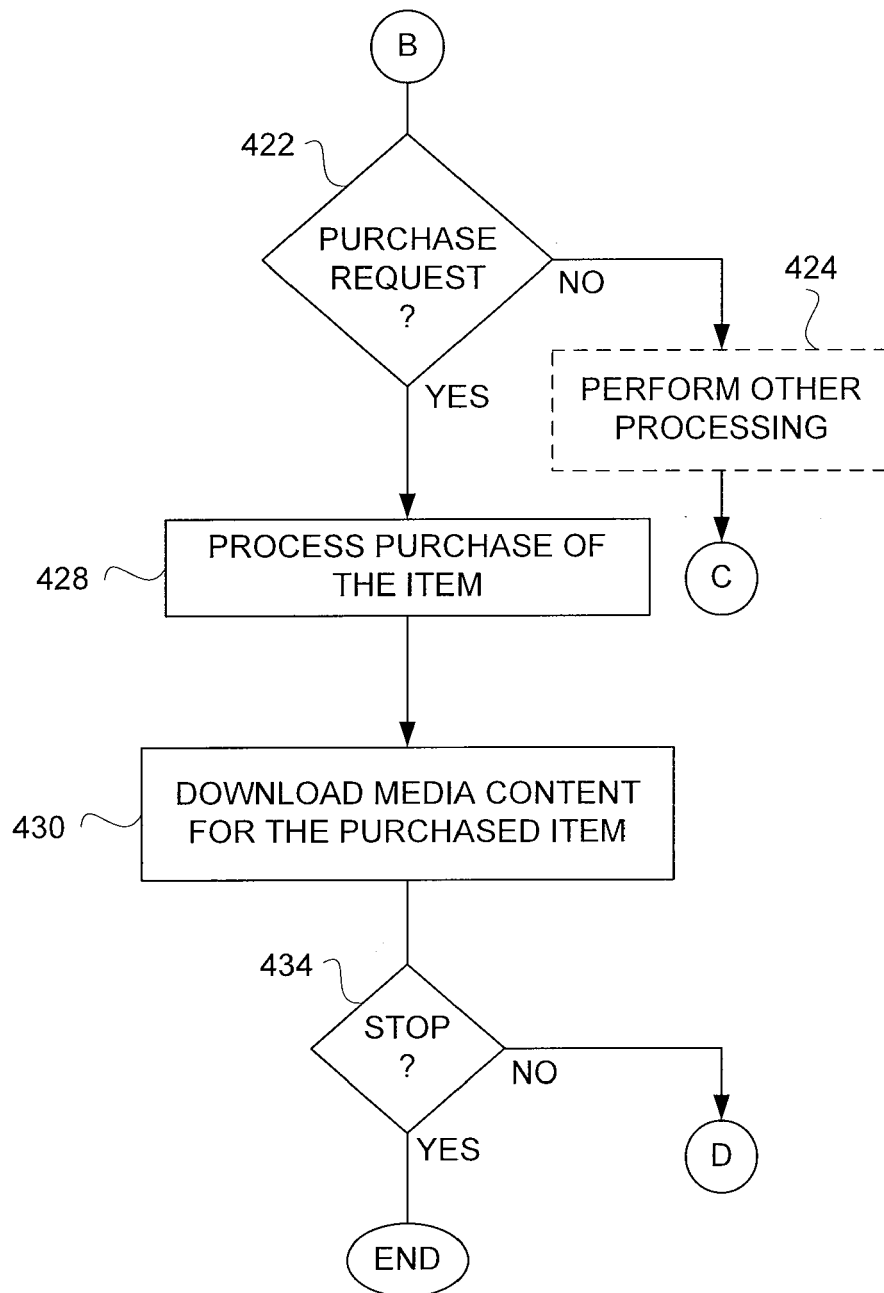 B
422
PURCHASE
REQUEST
?
NO
424
YES
PERFORM OTHER
PROCESSING
PROCESS PURCHASE OF
THE ITEM
428
C
DOWNLOAD MEDIA CONTENT
FOR THE PURCHASED ITEM
430
434
STOP
?
NO
YES
D
END